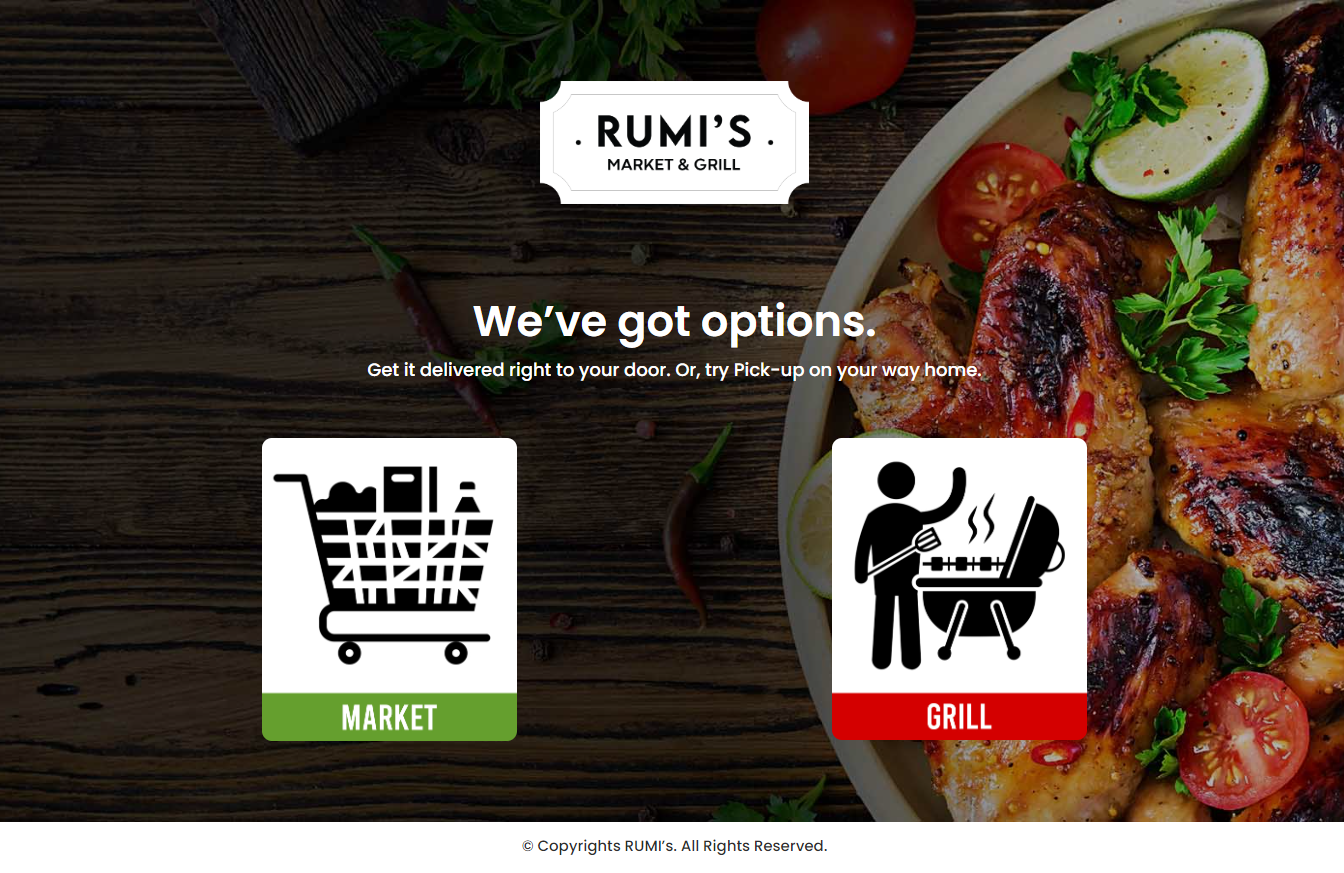 . RUMI’S .
MARKET & GRILL
We’ve got options.
Get it delivered right to your door. Or, try Pick-up on your way home.
MARKET
GRILL
© Copyrights RUMI’s. All Rights Reserved.